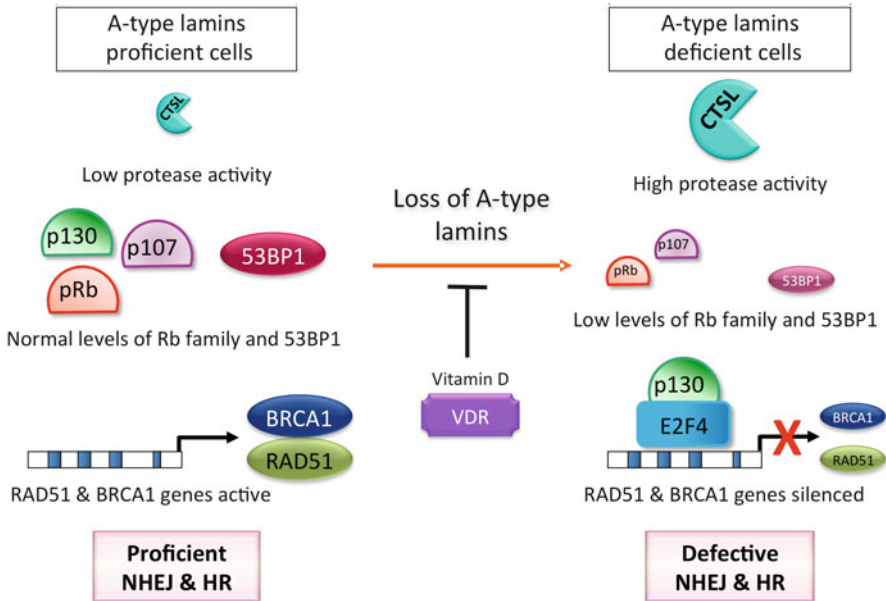 A-type lamins
proficient cells
CTSL
Low protease activity
p130
p107
pRb
53BP1
Normal levels of Rb family and 53BP1
BRCA1
RAD51
RAD51 & BRCA1 genes active
Proficient
NHEJ & HR
Loss of A-type
lamins
Vitamin D
VDR
A-type lamins
deficient cells
CTSL
High protease activity
p107
pRb
53BP1
Low levels of Rb family and 53BP1
p130
E2F4
X
BRCA1
RAD51
RAD51 & BRCA1 genes silenced
Defective
NHEJ & HR